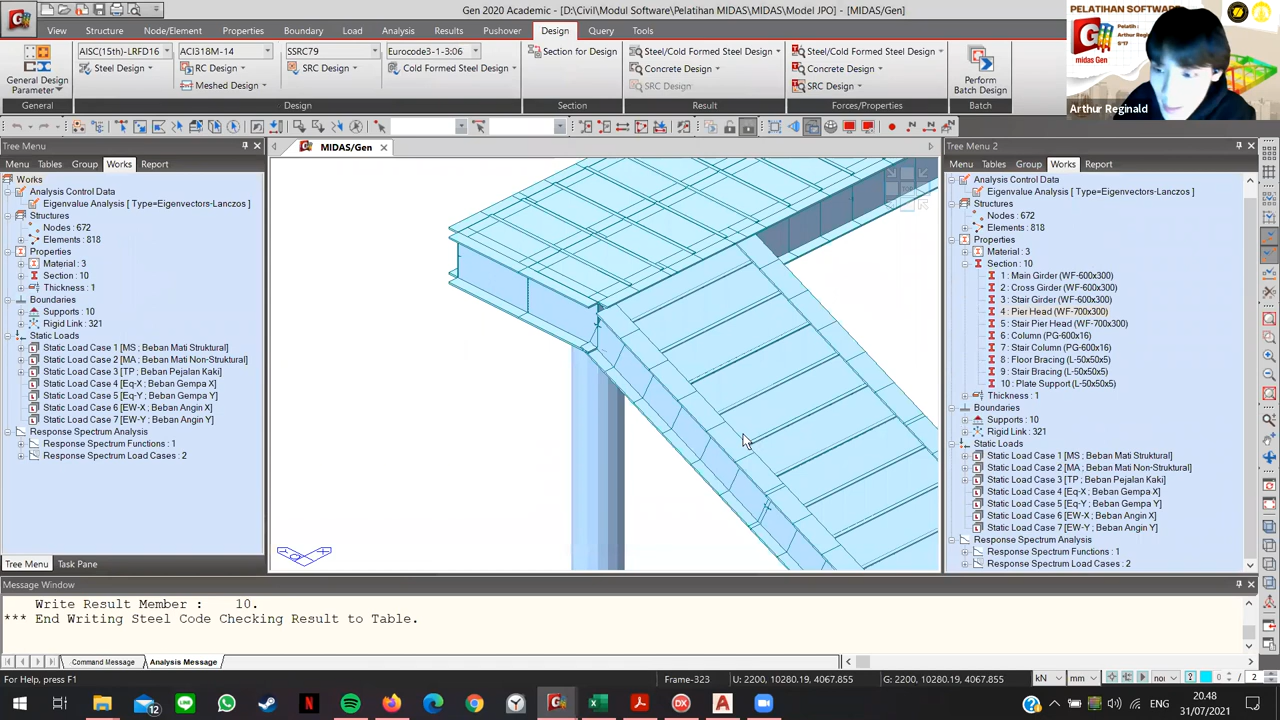 Gen 2020 Academic - [D:\Civil\Modul Software\Pelatihan MIDAS\MIDAS\Model JPO] - [MIDAS/Gen]
View Structure Node/Element Properties Boundary Load Analysis Results Pushover Design Query Tools
General Design Parameter
General
AISC(15th)-LRFD16 ACI318M-14 SSRC79 Eurocode3-1-3:06
Steel Design RC Design SRC Design Cold Formed Steel Design
Meshed Design
Design
Section for Design
Section
Steel/Cold Formed Steel Design
Concrete Design
SRC Design
Result
Steel/Cold Formed Steel Design
Concrete Design
SRC Design
Forces/Properties
Perform Batch Design
Batch
PELATIHAN SOFTWARE
Arthur Reginald
S'17
midas Gen
Arthur Reginald
Tree Menu
Menu Tables Group Works Report
Works
Analysis Control Data
Eigenvalue Analysis [ Type=Eigenvectors-Lanczos ]
Structures
Nodes : 672
Elements : 818
Properties
Material : 3
Section : 10
Thickness : 1
Boundaries
Supports : 10
Rigid Link : 321
Static Loads
Static Load Case 1 [MS ; Beban Mati Struktural]
Static Load Case 2 [MA ; Beban Mati Non-Struktural]
Static Load Case 3 [TP ; Beban Pejalan Kaki]
Static Load Case 4 [Eq-X ; Beban Gempa X]
Static Load Case 5 [Eq-Y ; Beban Gempa Y]
Static Load Case 6 [EW-X ; Beban Angin X]
Static Load Case 7 [EW-Y ; Beban Angin Y]
Response Spectrum Analysis
Response Spectrum Functions : 1
Response Spectrum Load Cases : 2
Tree Menu Task Pane
MIDAS/Gen
Tree Menu 2
Menu Tables Group Works Report
Analysis Control Data
Eigenvalue Analysis [ Type=Eigenvectors-Lanczos ]
Structures
Nodes : 672
Elements : 818
Properties
Material : 3
Section : 10
1 : Main Girder (WF-600x300)
2 : Cross Girder (WF-600x300)
3 : Stair Girder (WF-600x300)
4 : Pier Head (WF-700x300)
5 : Stair Pier Head (WF-700x300)
6 : Column (PG-600x16)
7 : Stair Column (PG-600x16)
8 : Floor Bracing (L-50x50x5)
9 : Stair Bracing (L-50x50x5)
10 : Plate Support (L-50x50x5)
Thickness : 1
Boundaries
Supports : 10
Rigid Link : 321
Static Loads
Static Load Case 1 [MS ; Beban Mati Struktural]
Static Load Case 2 [MA ; Beban Mati Non-Struktural]
Static Load Case 3 [TP ; Beban Pejalan Kaki]
Static Load Case 4 [Eq-X ; Beban Gempa X]
Static Load Case 5 [Eq-Y ; Beban Gempa Y]
Static Load Case 6 [EW-X ; Beban Angin X]
Static Load Case 7 [EW-Y ; Beban Angin Y]
Response Spectrum Analysis
Response Spectrum Functions : 1
Response Spectrum Load Cases : 2
Message Window
Write Result Member : 10.
*** End Writing Steel Code Checking Result to Table.
Command Message Analysis Message
For Help, press F1 Frame-323 U: 2200, 10280.19, 4067.855 G: 2200, 10280.19, 4067.855 kN mm nor 2
12 ENG 20.48
31/07/2021